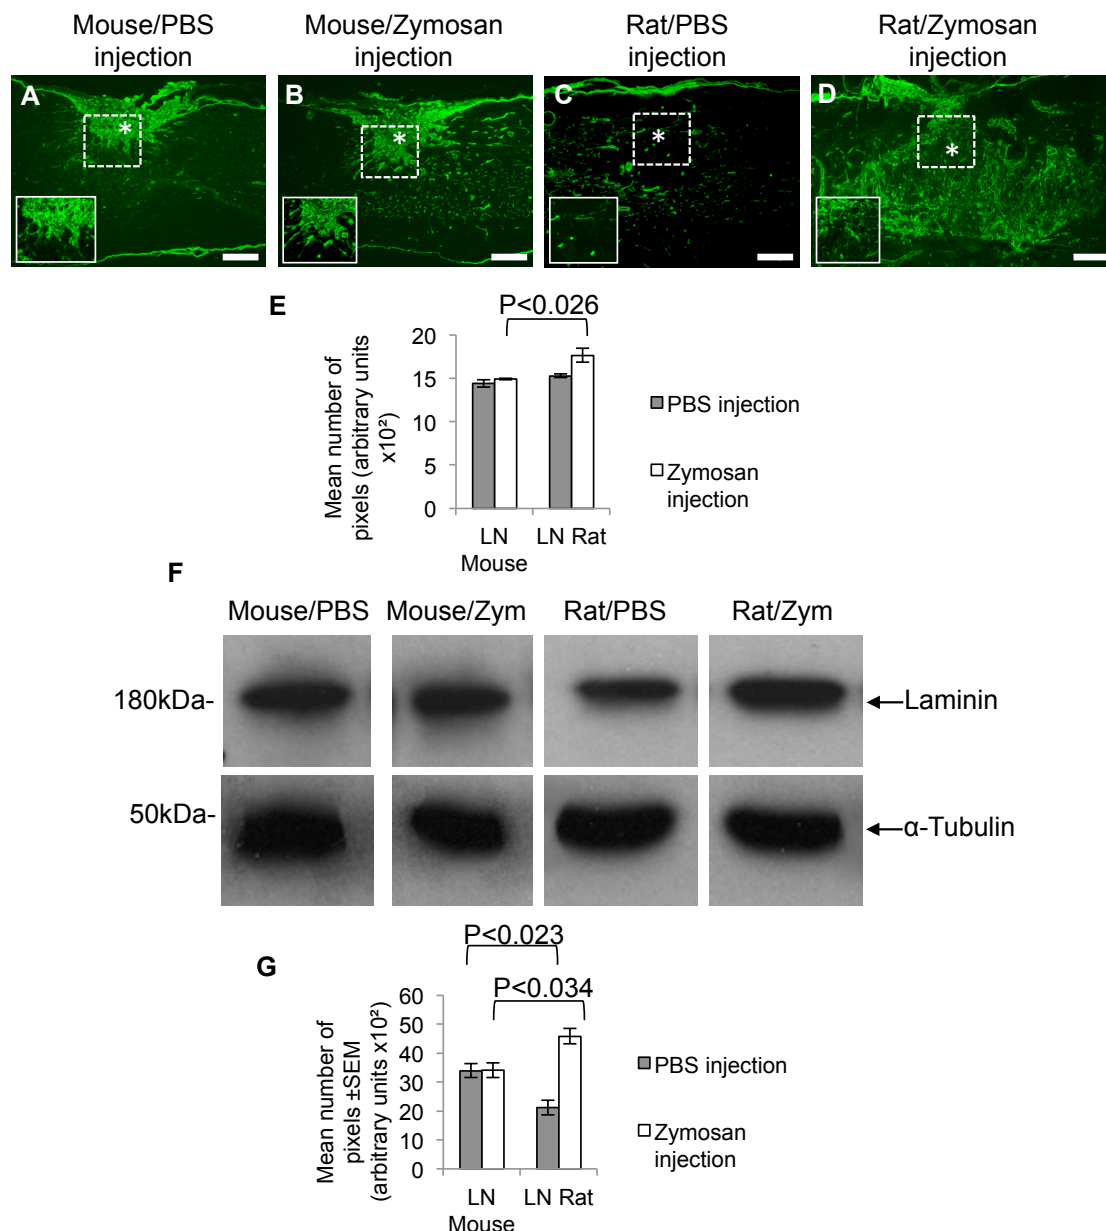 Mouse/PBS
injection
Mouse/Zymosan
injection
Rat/PBS
injection
Rat/Zymosan
injection
A
B
C
D
*
*
*
*
E
P<0.026
Mean number of
pixels (arbitrary units
x10²)
20
15
10
5
0
LN
Mouse
LN Rat
PBS injection
Zymosan
injection
F
Mouse/PBS
Mouse/Zym
Rat/PBS
Rat/Zym
180kDa-
Laminin
50kDa-
α-Tubulin
G
P<0.023
P<0.034
Mean number of
pixels ±SEM
(arbitrary units x10²)
60
50
40
30
20
10
0
LN
Mouse
LN Rat
PBS injection
Zymosan
injection